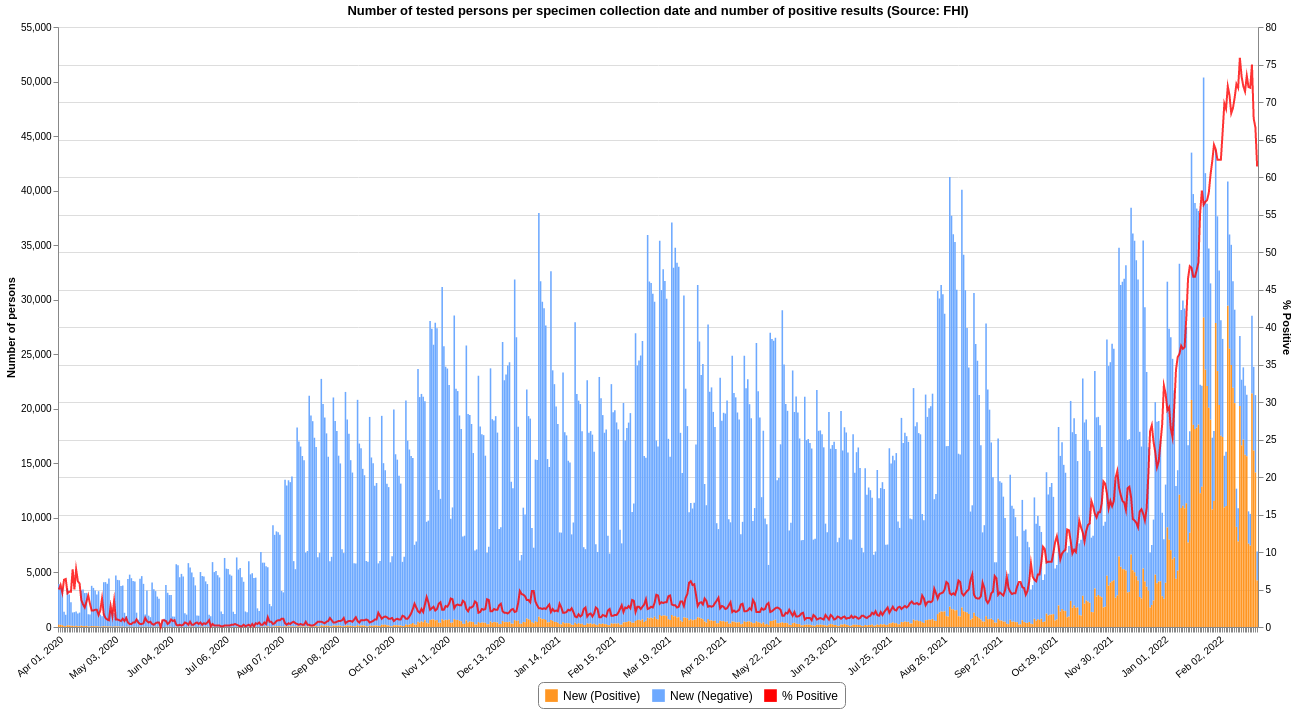 Number of tested persons per specimen collection date and number of positive results (Source: FHI)
55,000
50,000
45,000
40,000
35,000
30,000
25,000
20,000
15,000
10,000
5,000
0
Number of persons
80
75
70
65
60
55
50
45
40
35
30
25
20
15
10
5
0
% Positive
Apr 01, 2020
May 03, 2020
Jun 04, 2020
Jul 06, 2020
Aug 07, 2020
Sep 08, 2020
Oct 10, 2020
Nov 11, 2020
Dec 13, 2020
Jan 14, 2021
Feb 15, 2021
Mar 19, 2021
Apr 20, 2021
May 22, 2021
Jun 23, 2021
Jul 25, 2021
Aug 26, 2021
Sep 27, 2021
Oct 29, 2021
Nov 30, 2021
Jan 01, 2022
Feb 02, 2022
New (Positive) New (Negative) % Positive